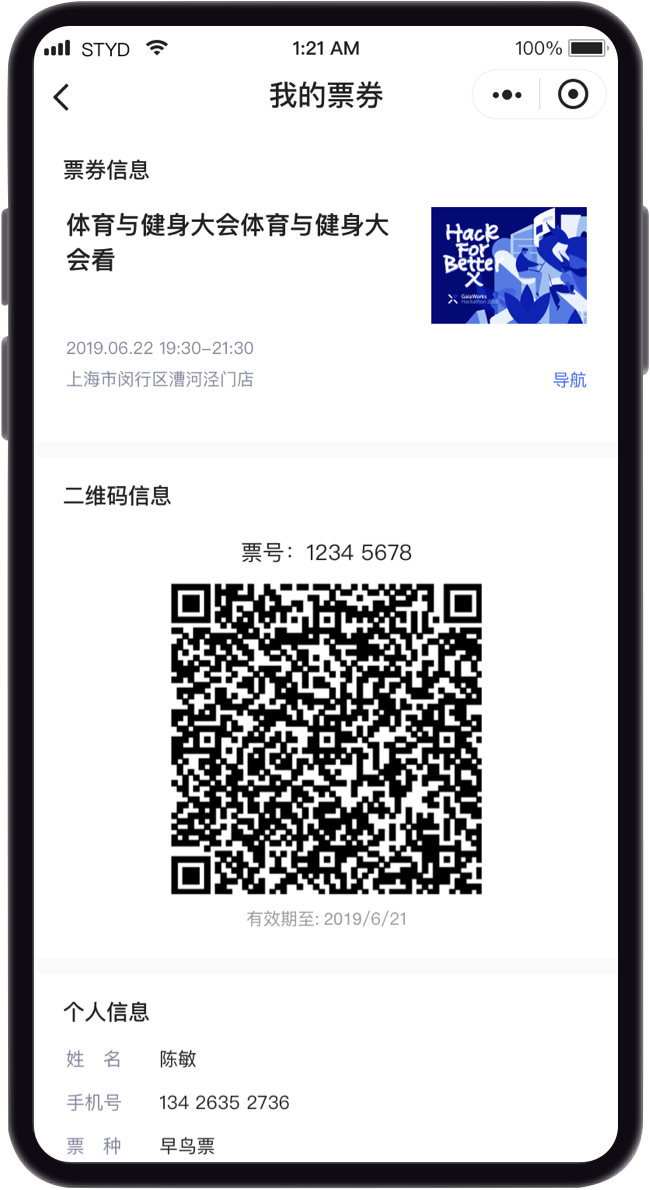 STYD 1:21 AM 100%
我的票券
票券信息
体育与健身大会体育与健身大
会看
Hack
For
Better
X
GaiaWorks
2019.06.22 19:30-21:30
上海市闵行区漕河泾门店 导航
二维码信息
票号：1234 5678
有效期至: 2019/6/21
个人信息
姓 名 陈敏
手机号 134 2635 2736
票 种 早鸟票